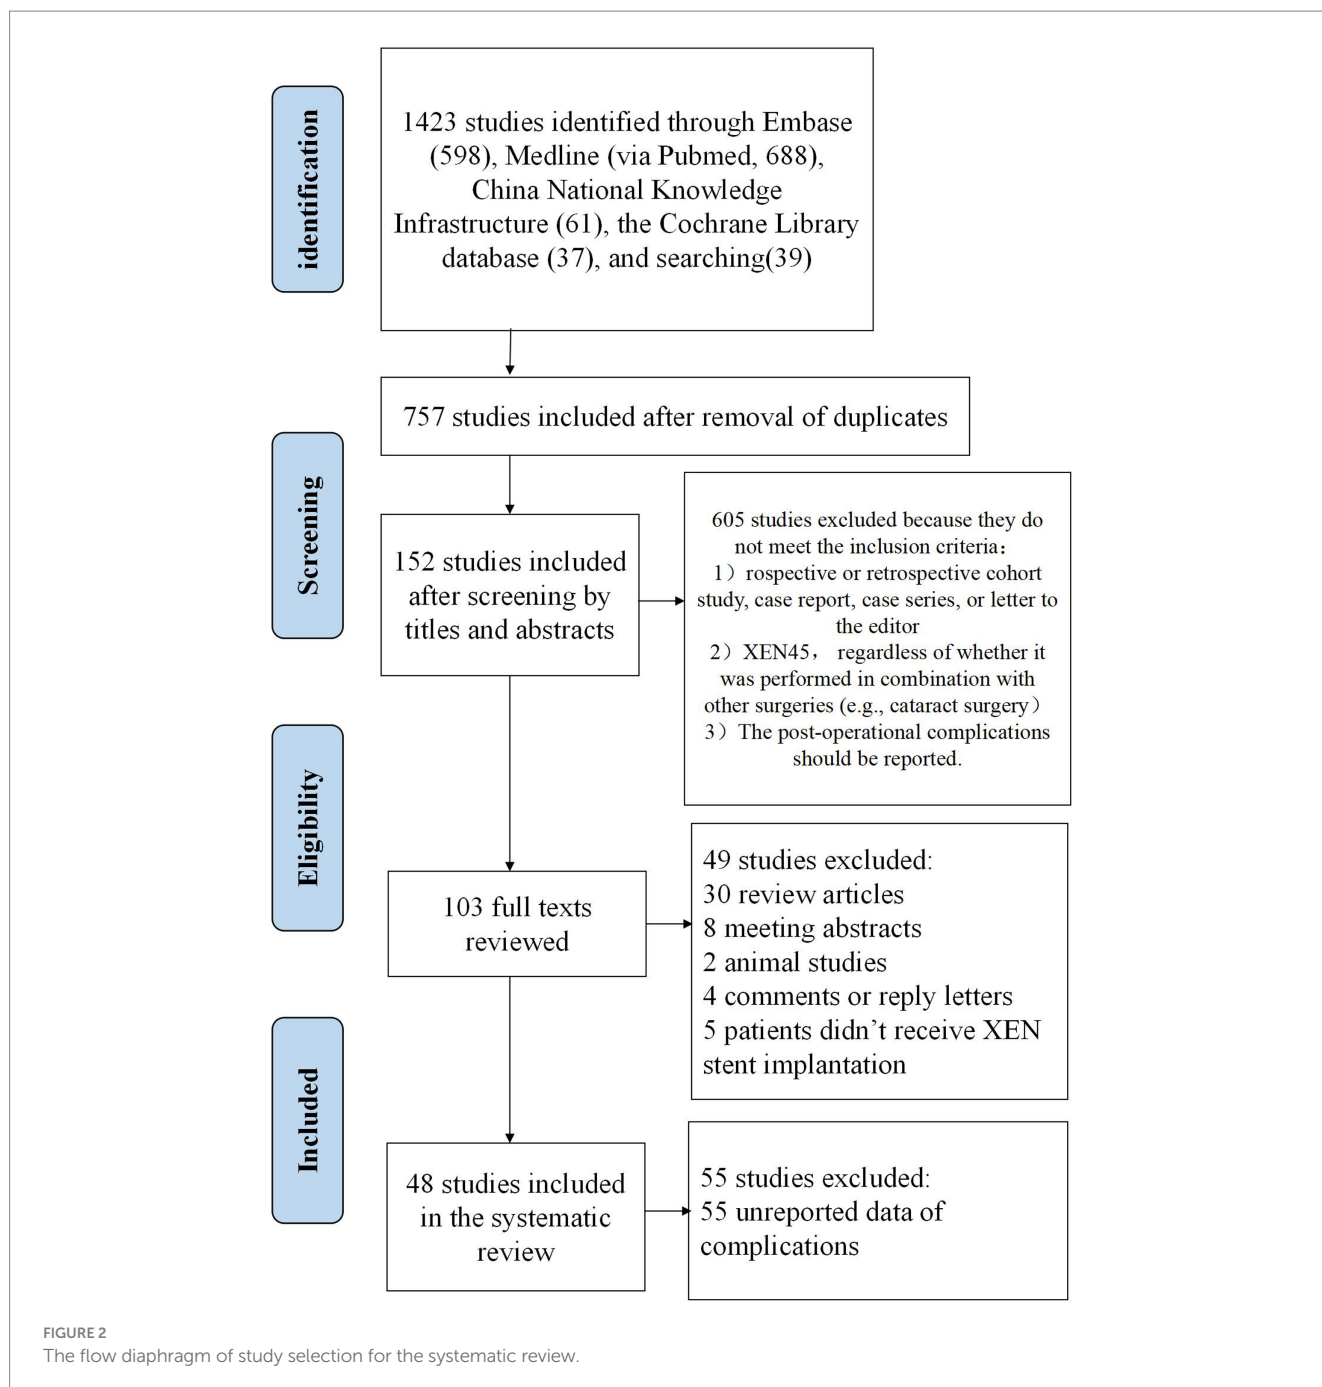 identification
1423 studies identified through Embase
(598), Medline (via Pubmed, 688),
China National Knowledge
Infrastructure (61), the Cochrane Library
database (37), and searching(39)
757 studies included after removal of duplicates
Screening
152 studies included
after screening by
titles and abstracts
605 studies excluded because they do
not meet the inclusion criteria：
1）rospective or retrospective cohort
study, case report, case series, or letter to
the editor
2）XEN45， regardless of whether it
was performed in combination with
other surgeries (e.g., cataract surgery）
3）The post-operational complications
should be reported.
Eligibility
103 full texts
reviewed
49 studies excluded:
30 review articles
8 meeting abstracts
2 animal studies
4 comments or reply letters
5 patients didn’t receive XEN
stent implantation
Included
48 studies included
in the systematic
review
55 studies excluded:
55 unreported data of
complications
FIGURE 2
The flow diaphragm of study selection for the systematic review.